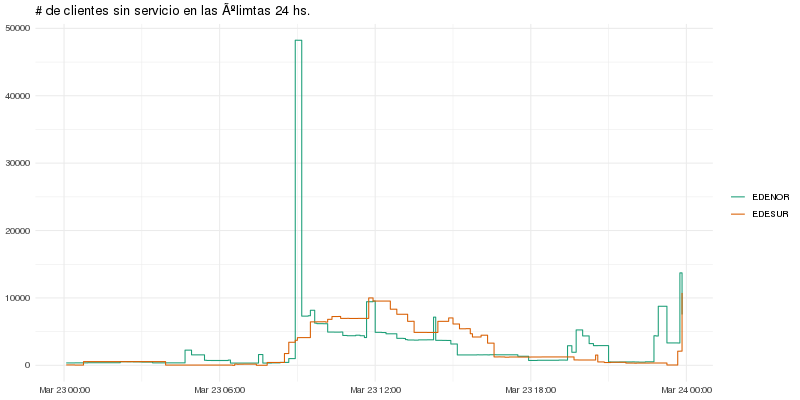 # de clientes sin servicio en las Ãºlimtas 24 hs.
50000
40000
30000
20000
10000
0
Mar 23 00:00
Mar 23 06:00
Mar 23 12:00
Mar 23 18:00
Mar 24 00:00
EDENOR
EDESUR